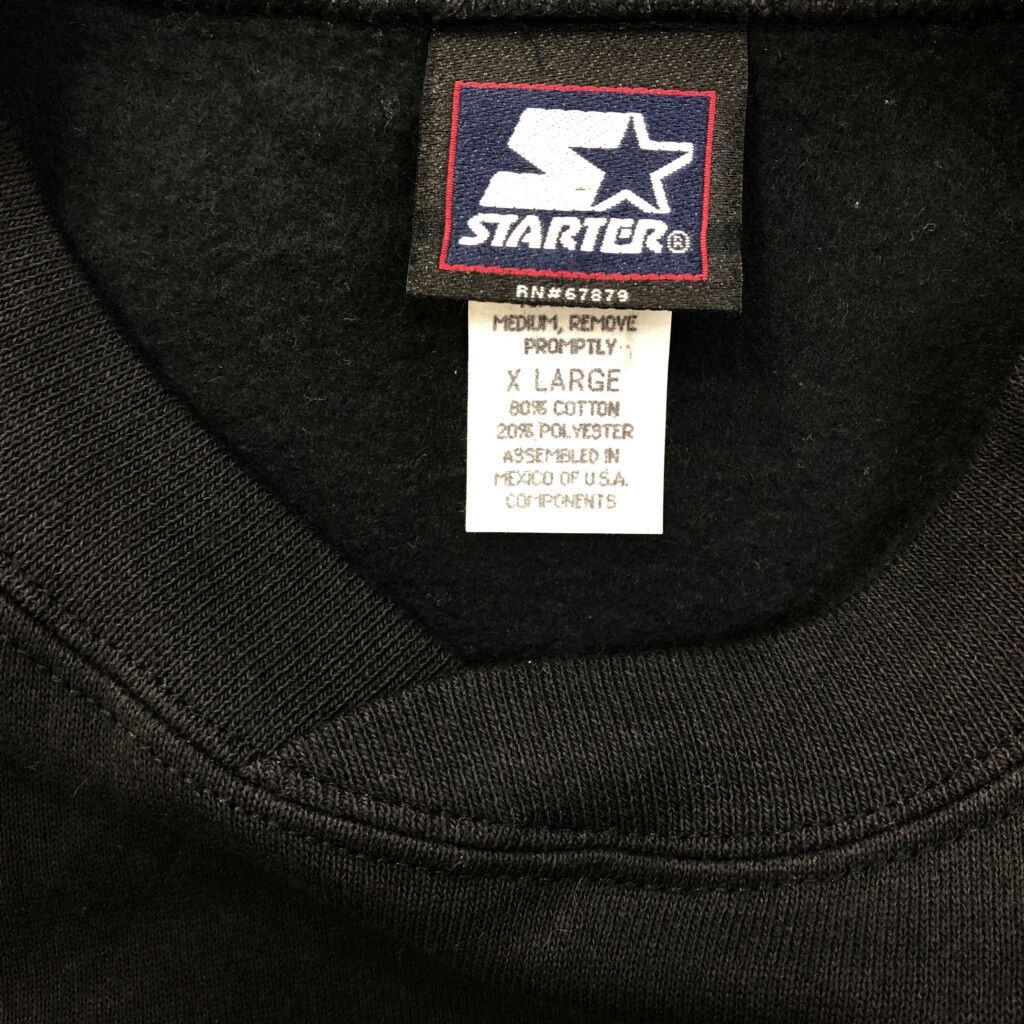 STARTER®
RN#67879
MEDIUM, REMOVE
PROMPTLY
X LARGE
80% COTTON
20% POLYESTER
ASSEMBLED IN
MEXICO OF U.S.A.
COMPONENTS